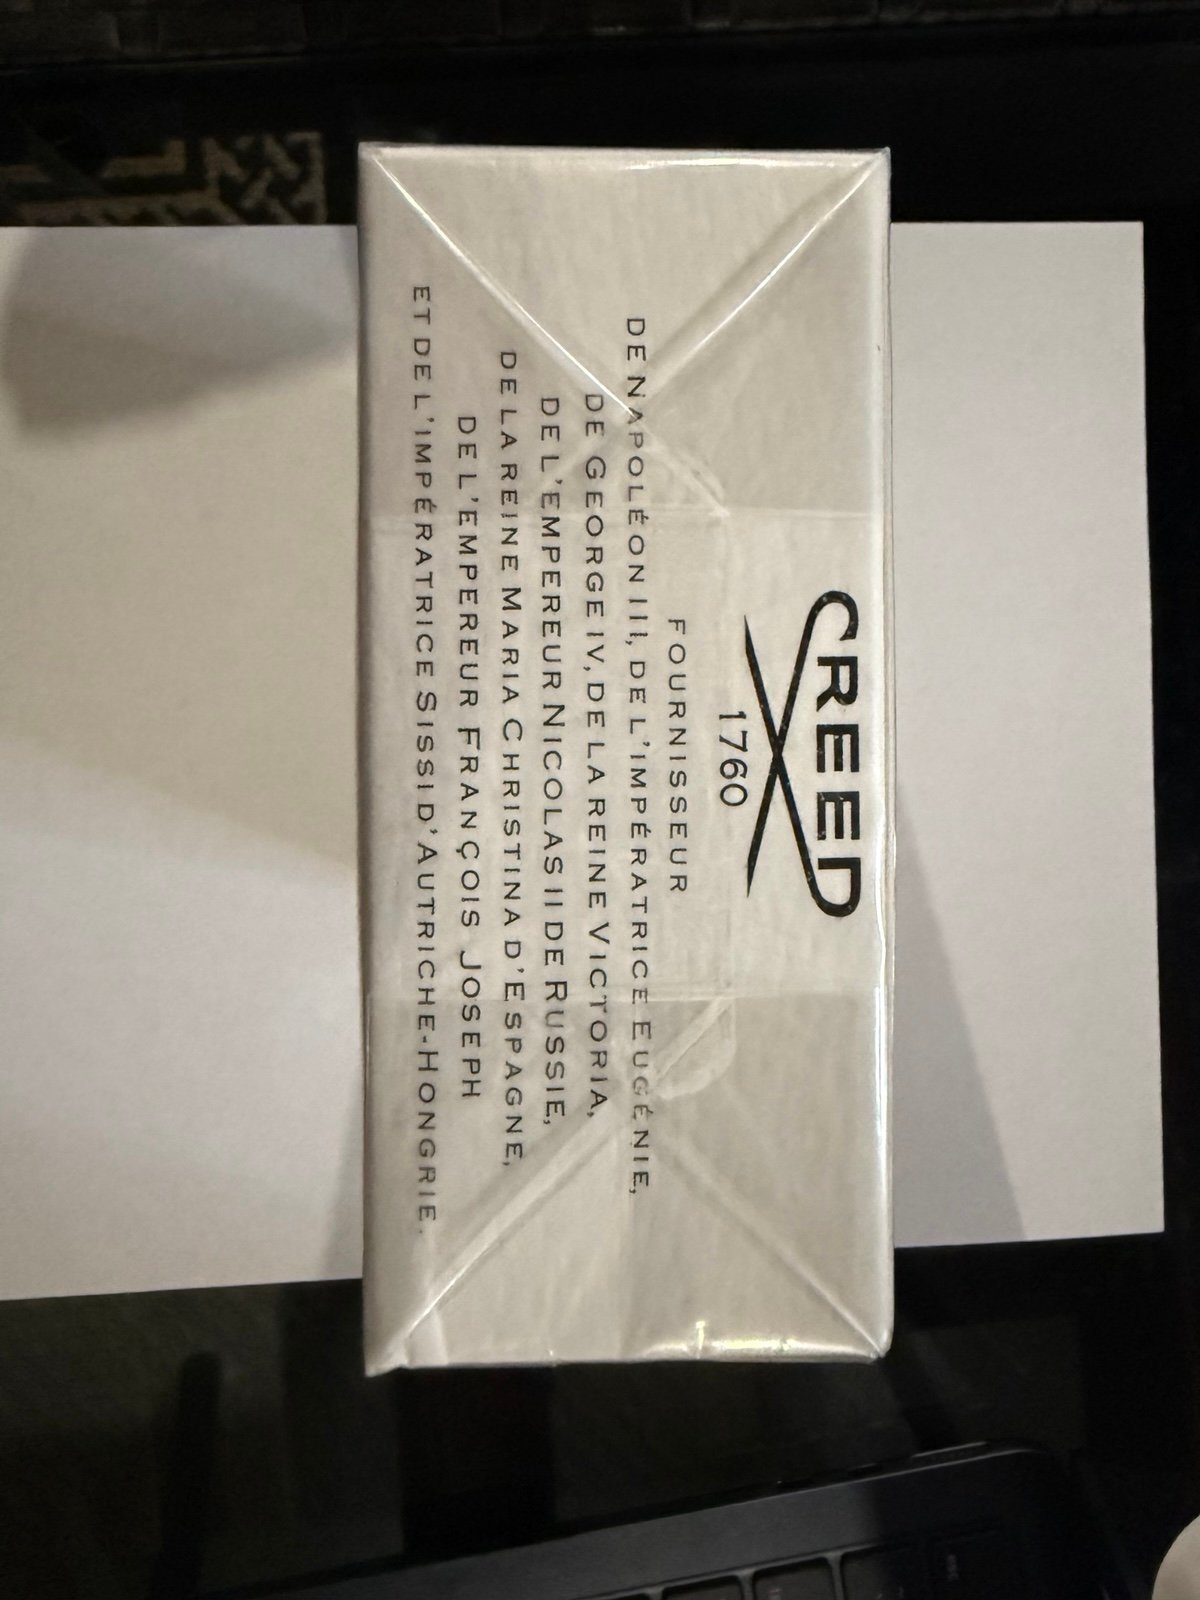 CREED
1760
FOURNISSEUR
DE NAPOLÉON III, DE L'IMPÉRATRICE EUGÉNIE,
DE GEORGE IV, DE LA REINE VICTORIA,
DE L'EMPEREUR NICOLAS II DE RUSSIE,
DE LA REINE MARIA CHRISTINA D'ESPAGNE,
DE L'EMPEREUR FRANÇOIS JOSEPH
ET DE L'IMPÉRATRICE SISSI D'AUTRICHE-HONGRIE.